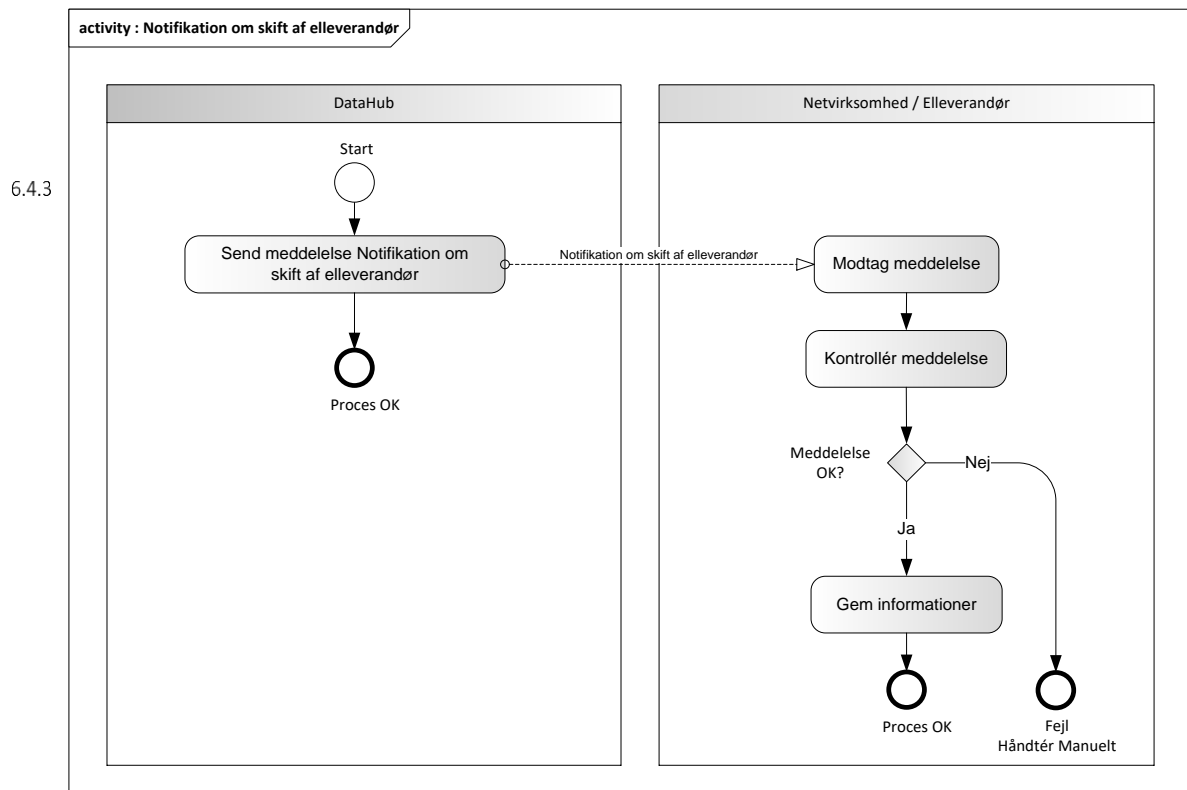 activity : Notifikation om skift af elleverandør
DataHub
Netvirksomhed / Elleverandør
Start
6.4.3
Send meddelelse Notifikation om
skift af elleverandør
Notifikation om skift af elleverandør
Modtag meddelelse
Kontrollér meddelelse
Proces OK
Meddelelse
OK?
Nej
Ja
Gem informationer
Proces OK
Fejl
Håndtér Manuelt